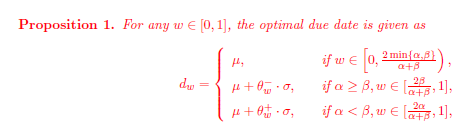 Proposition 1. For any w ∈ [0, 1], the optimal due date is given as
μ, if w ∈ [0, 2 min{α,β}/α+β),
d_w = { μ + θ_w^- · σ, if α ≥ β, w ∈ [2β/α+β, 1],
μ + θ_w^+ · σ, if α < β, w ∈ [2α/α+β, 1],